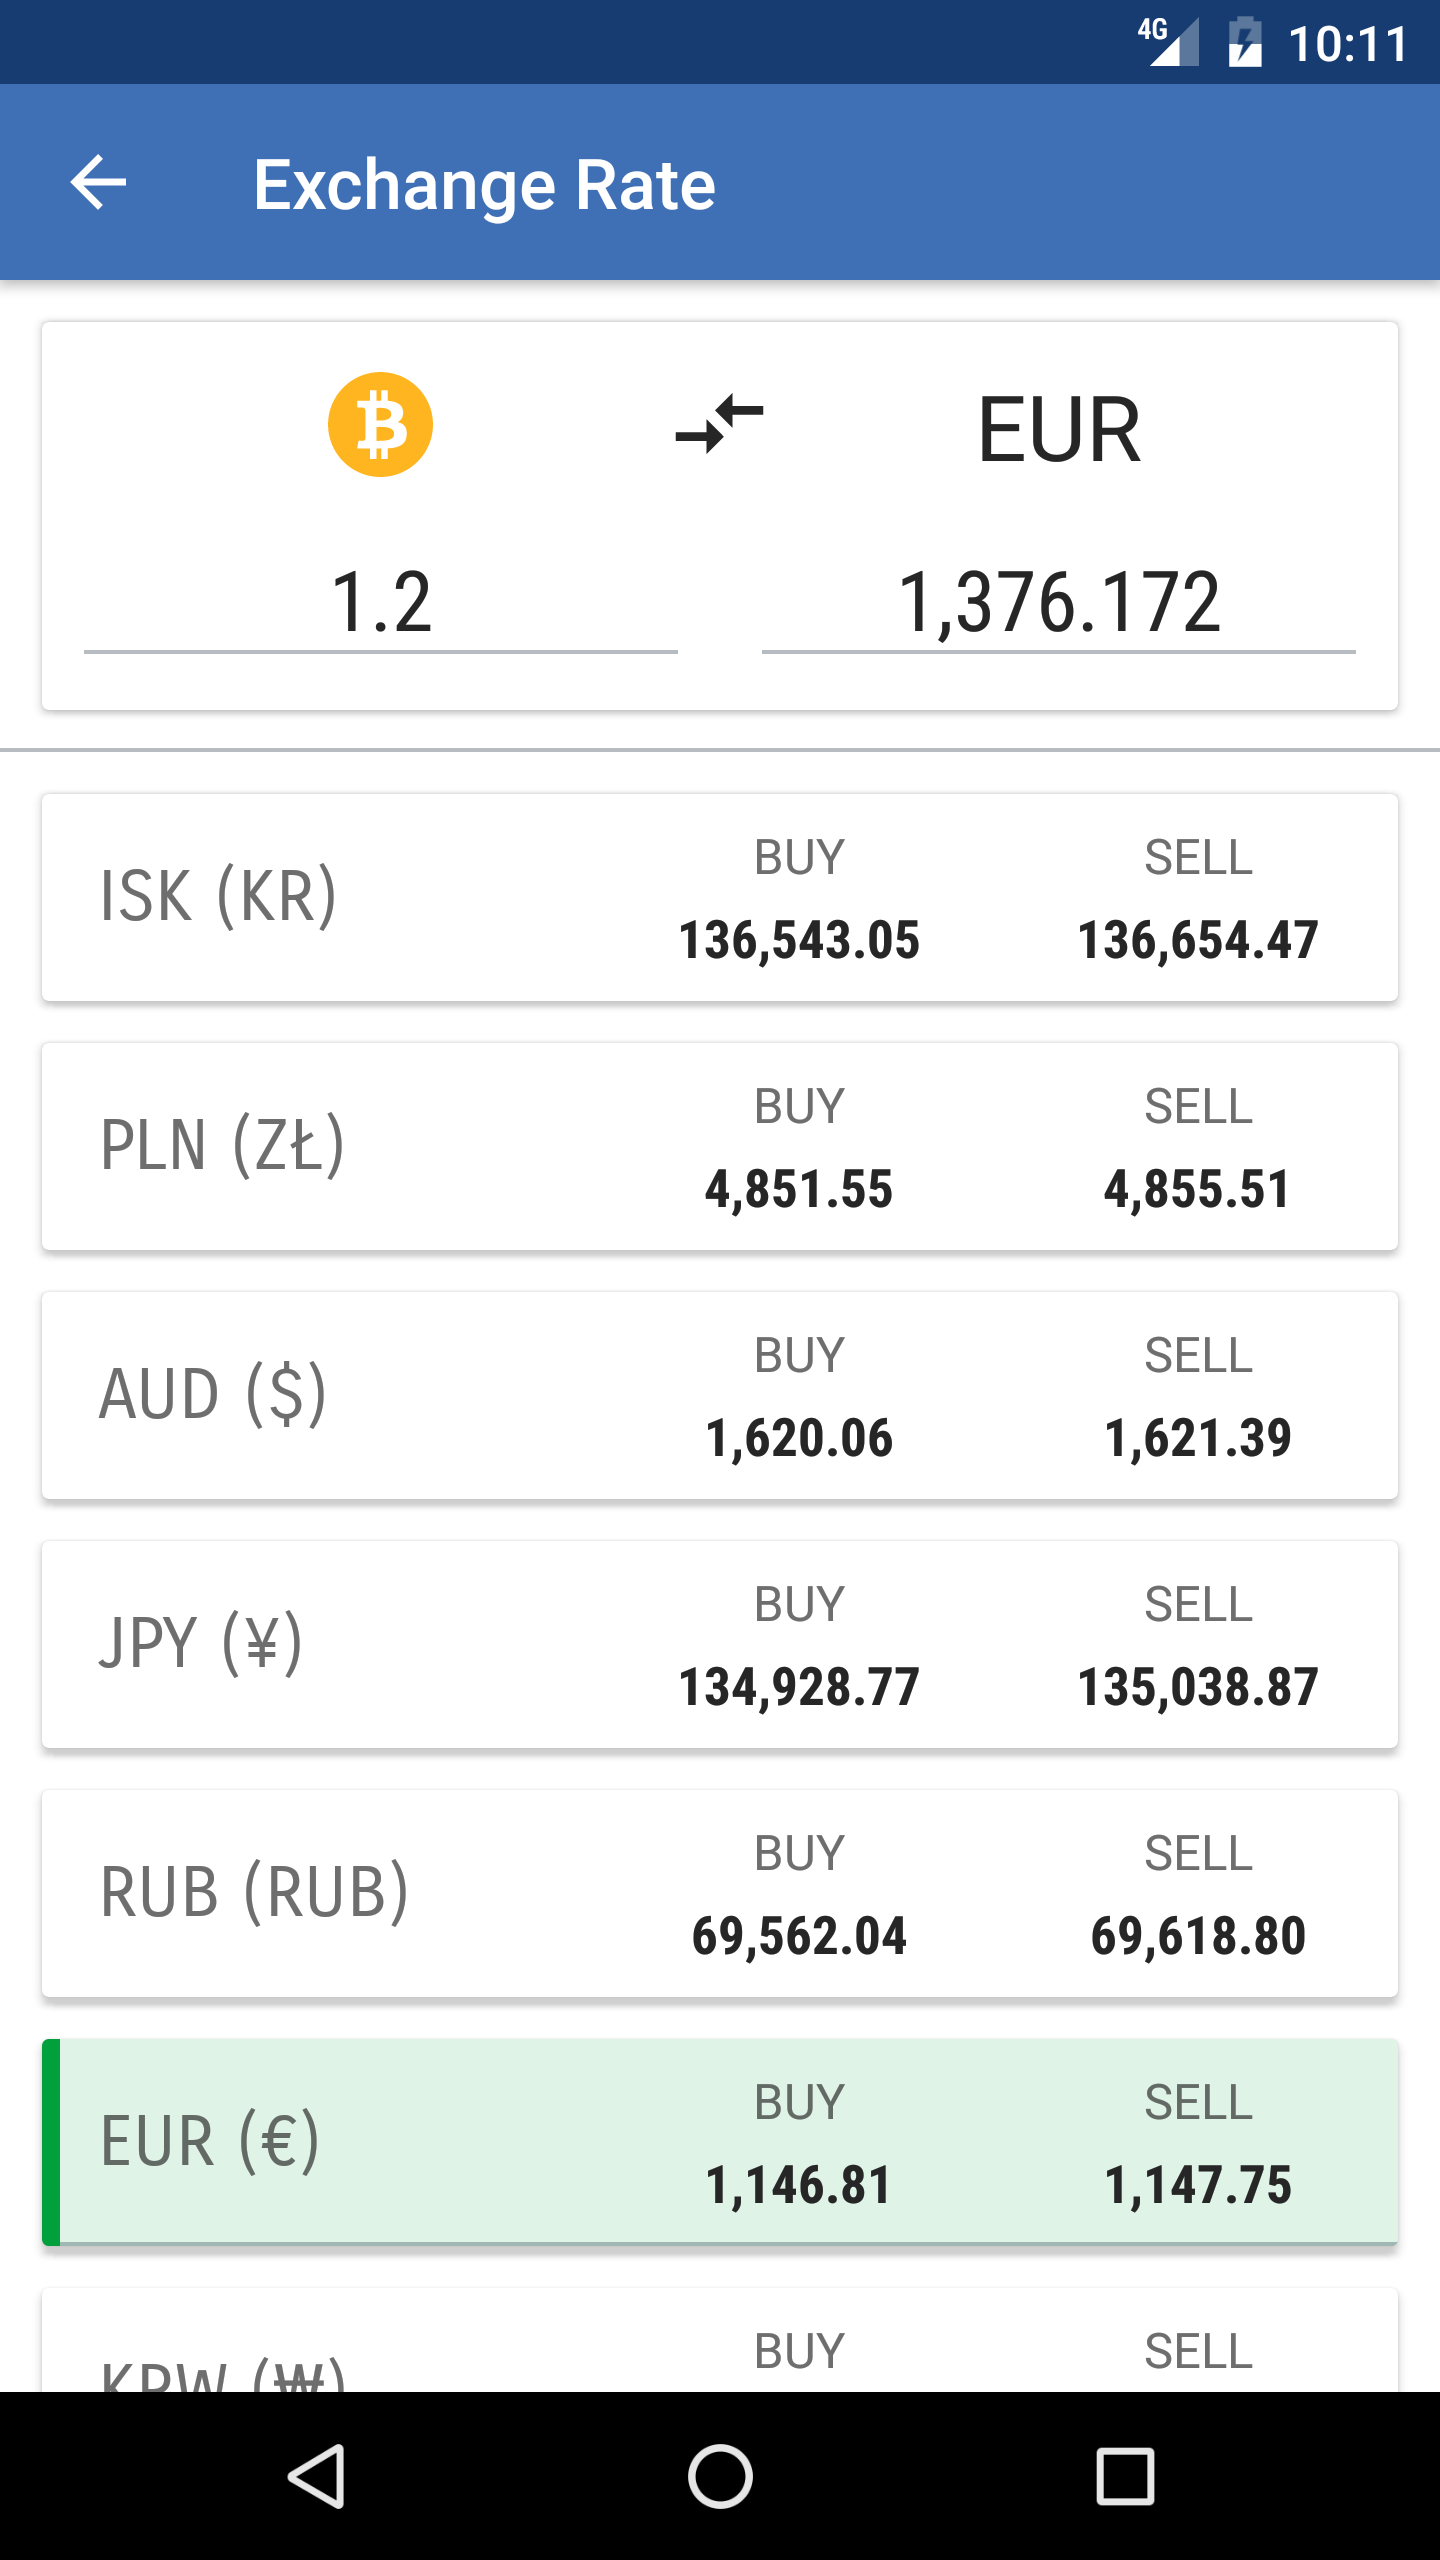 4G 10:11
Exchange Rate
EUR
1.2 1,376.172
BUY SELL
ISK (KR)
136,543.05 136,654.47
BUY SELL
PLN (ZŁ)
4,851.55 4,855.51
BUY SELL
AUD ($)
1,620.06 1,621.39
BUY SELL
JPY (¥)
134,928.77 135,038.87
BUY SELL
RUB (RUB)
69,562.04 69,618.80
BUY SELL
EUR (€)
1,146.81 1,147.75
BUY SELL
KRW (₩)